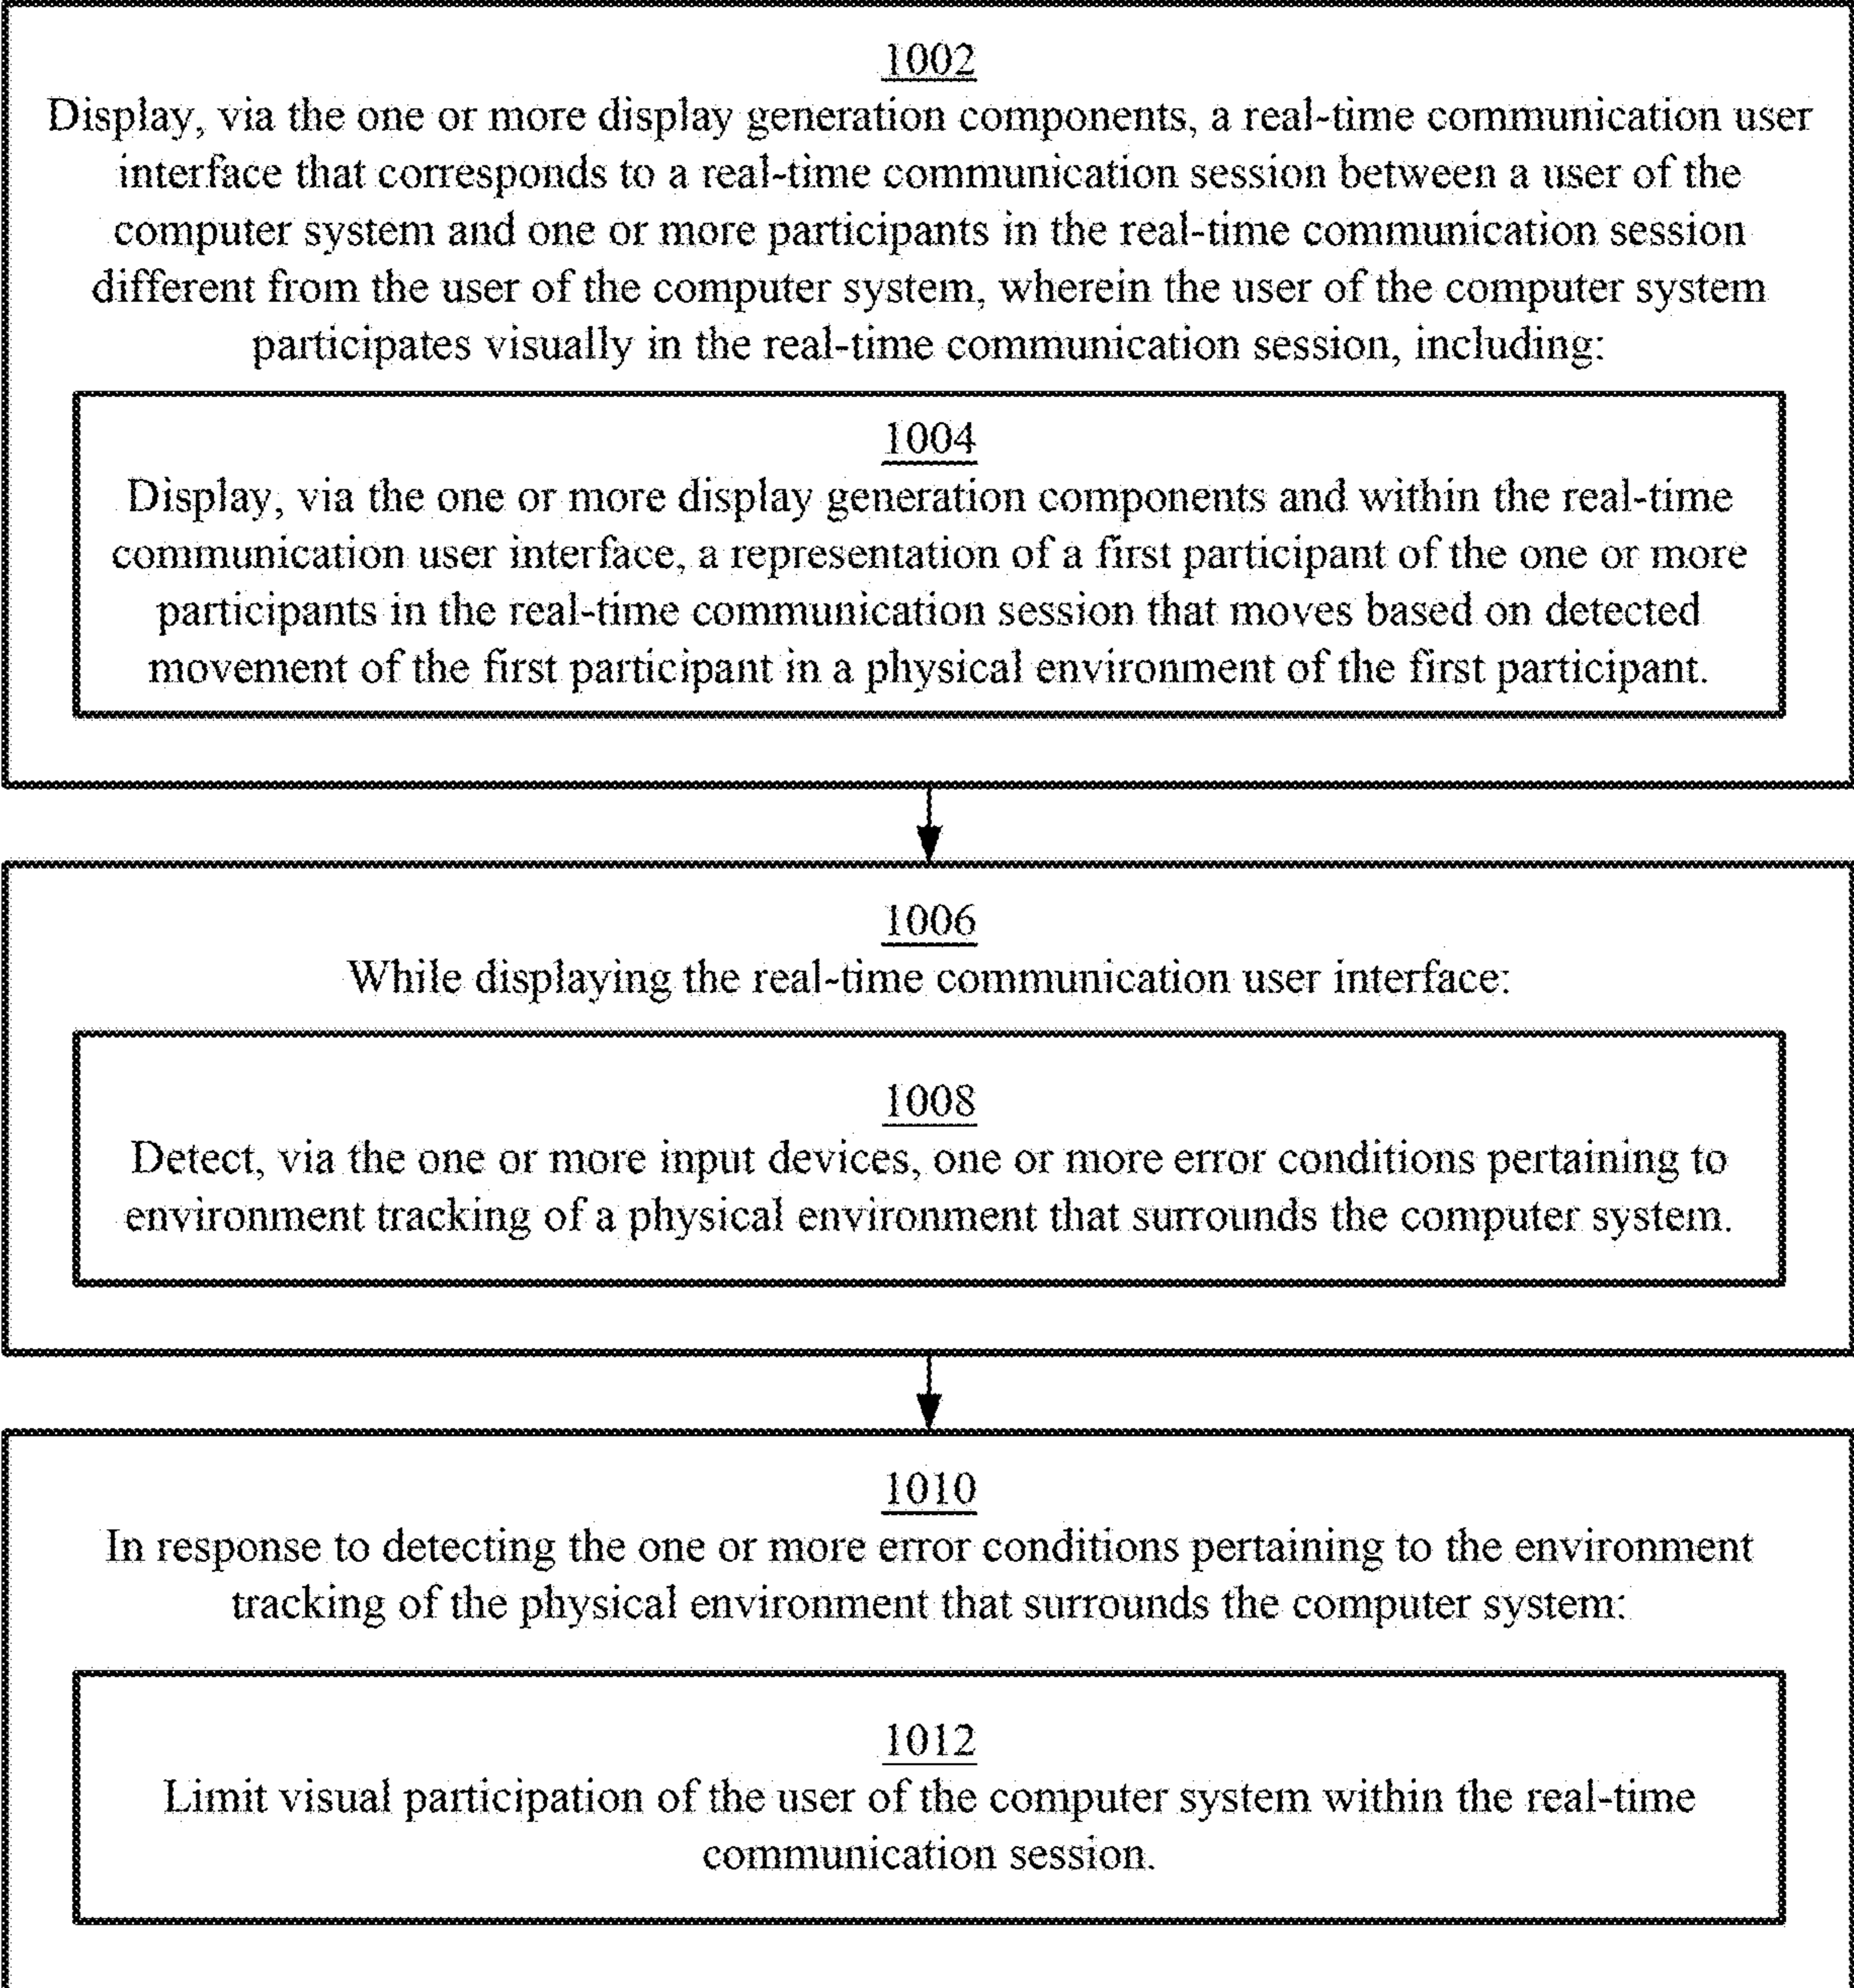 1002
Display, via the one or more display generation components, a real-time communication user
interface that corresponds to a real-time communication session between a user of the
computer system and one or more participants in the real-time communication session
different from the user of the computer system, wherein the user of the computer system
participates visually in the real-time communication session, including:
1004
Display, via the one or more display generation components and within the real-time
communication user interface, a representation of a first participant of the one or more
participants in the real-time communication session that moves based on detected
movement of the first participant in a physical environment of the first participant.
1006
While displaying the real-time communication user interface:
1008
Detect, via the one or more input devices, one or more error conditions pertaining to
environment tracking of a physical environment that surrounds the computer system.
1010
In response to detecting the one or more error conditions pertaining to the environment
tracking of the physical environment that surrounds the computer system:
1012
Limit visual participation of the user of the computer system within the real-time
communication session.